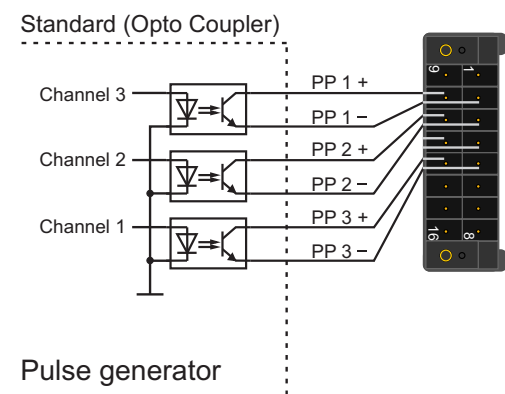 Standard (Opto Coupler)
Channel 3
PP 1 +
PP 1 –
Channel 2
PP 2 +
PP 2 –
Channel 1
PP 3 +
PP 3 –
9 1
16 8
Pulse generator